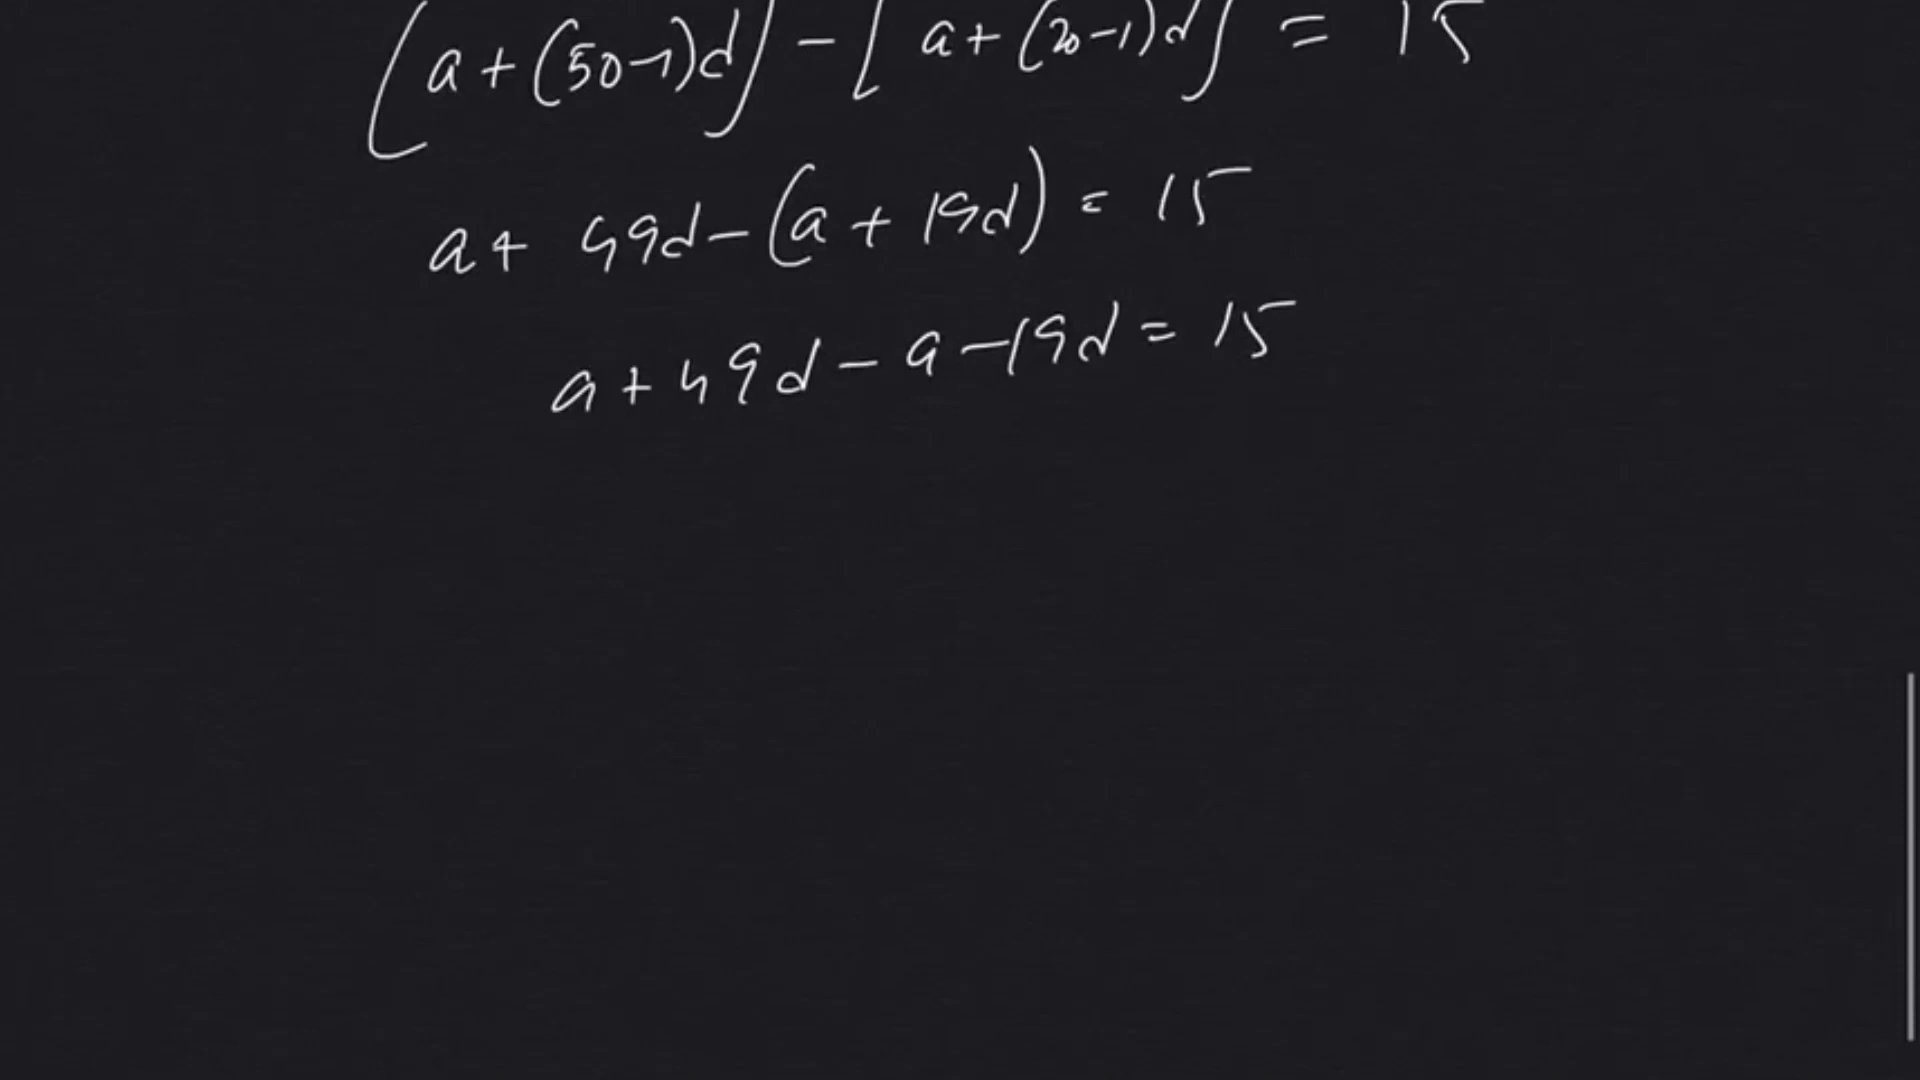 [a+(50-1)d]-[a+(20-1)d] = 15
a+ 49d-(a+19d) = 15
a+49d-a-19d = 15